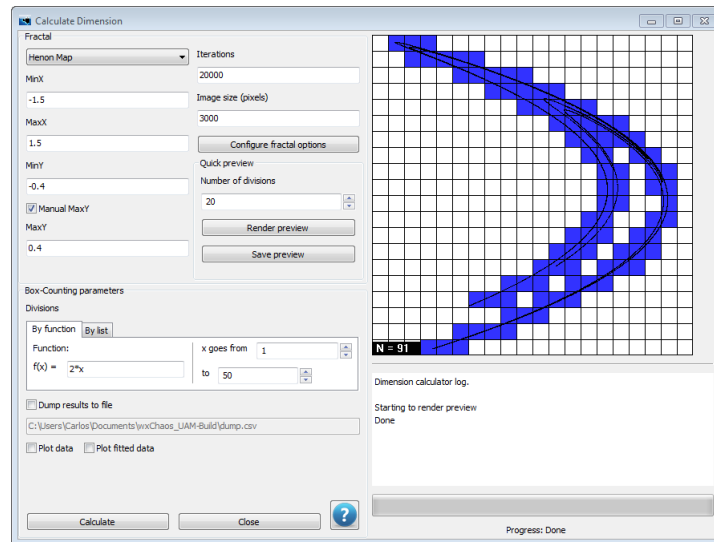 Calculate Dimension
Fractal
Henon Map
MinX
-1.5
MaxX
1.5
MinY
-0.4
Manual MaxY
MaxY
0.4
Iterations
20000
Image size (pixels)
3000
Configure fractal options
Quick preview
Number of divisions
20
Render preview
Save preview
Box-Counting parameters
Divisions
By function
By list
Function:
f(x) = 2*x
x goes from 1
to 50
Dump results to file
C:\Users\Carlos\Documents\wxChaos_UAM-Build\dump.csv
Plot data
Plot fitted data
Calculate
Close
?
N = 91
Dimension calculator log.
Starting to render preview
Done
Progress: Done